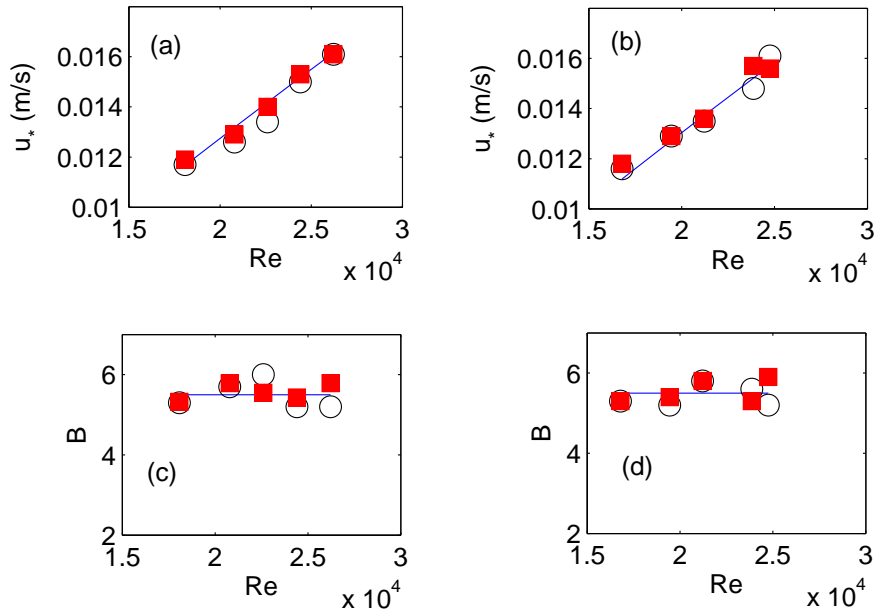 (a)
0.016
0.014
0.012
0.01
u* (m/s)
1.5 2 2.5 3
Re
x 10^4
(b)
0.016
0.014
0.012
0.01
u* (m/s)
1.5 2 2.5 3
Re
x 10^4
(c)
6
4
2
B
1.5 2 2.5 3
Re
x 10^4
(d)
6
4
2
B
1.5 2 2.5 3
Re
x 10^4